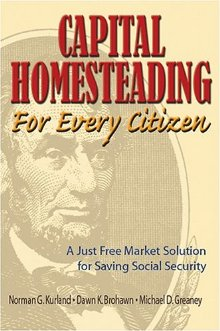 CAPITAL
HOMESTEADING
For Every Citizen
A Just Free Market Solution
for Saving Social Security
Norman G. Kurland • Dawn K. Brohawn • Michael D. Greaney